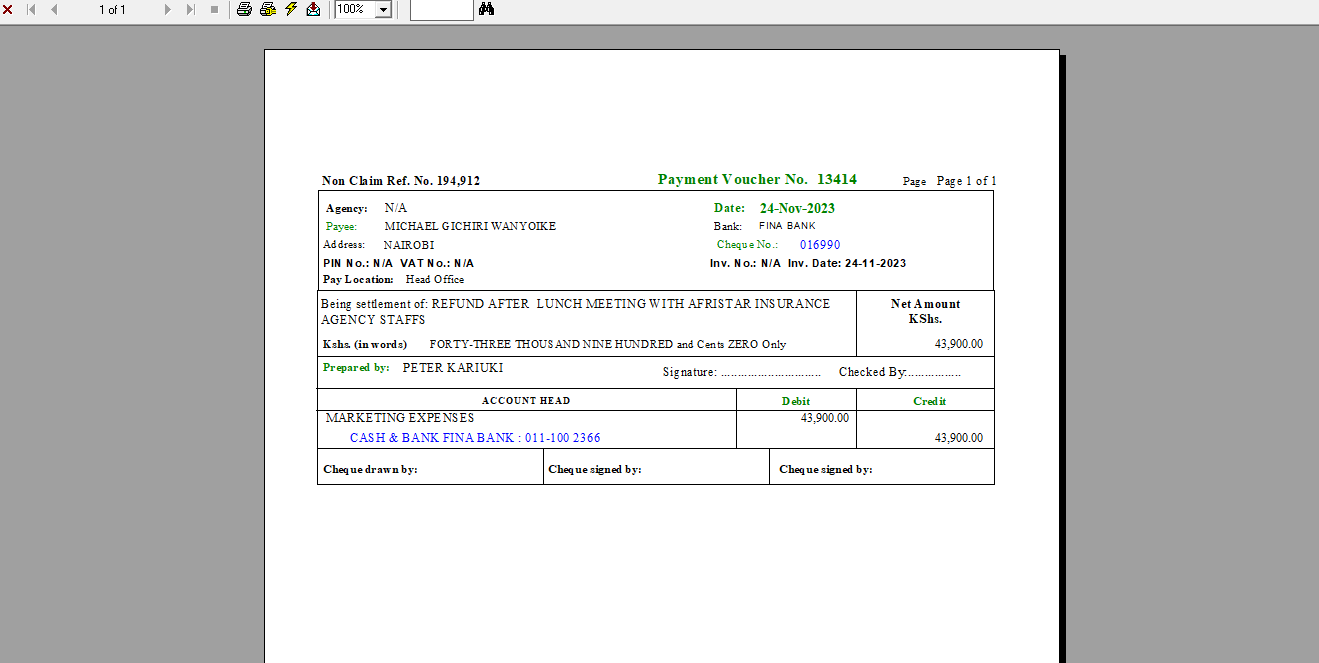 1 of 1 100%
Non Claim Ref. No. 194,912 Payment Voucher No. 13414 Page Page 1 of 1
Agency: N/A Date: 24-Nov-2023
Payee: MICHAEL GICHIRI WANYOIKE Bank: FINA BANK
Address: NAIROBI Cheque No.: 016990
PIN No.: N/A VAT No.: N/A Inv. No.: N/A Inv. Date: 24-11-2023
Pay Location: Head Office
Being settlement of: REFUND AFTER LUNCH MEETING WITH AFRISTAR INSURANCE Net Amount
AGENCY STAFFS KShs.
Kshs. (in words) FORTY-THREE THOUSAND NINE HUNDRED and Cents ZERO Only 43,900.00
Prepared by: PETER KARIUKI Signature: ............................. Checked By:................
ACCOUNT HEAD Debit Credit
MARKETING EXPENSES 43,900.00
CASH & BANK FINA BANK : 011-100 2366 43,900.00
Cheque drawn by: Cheque signed by: Cheque signed by: